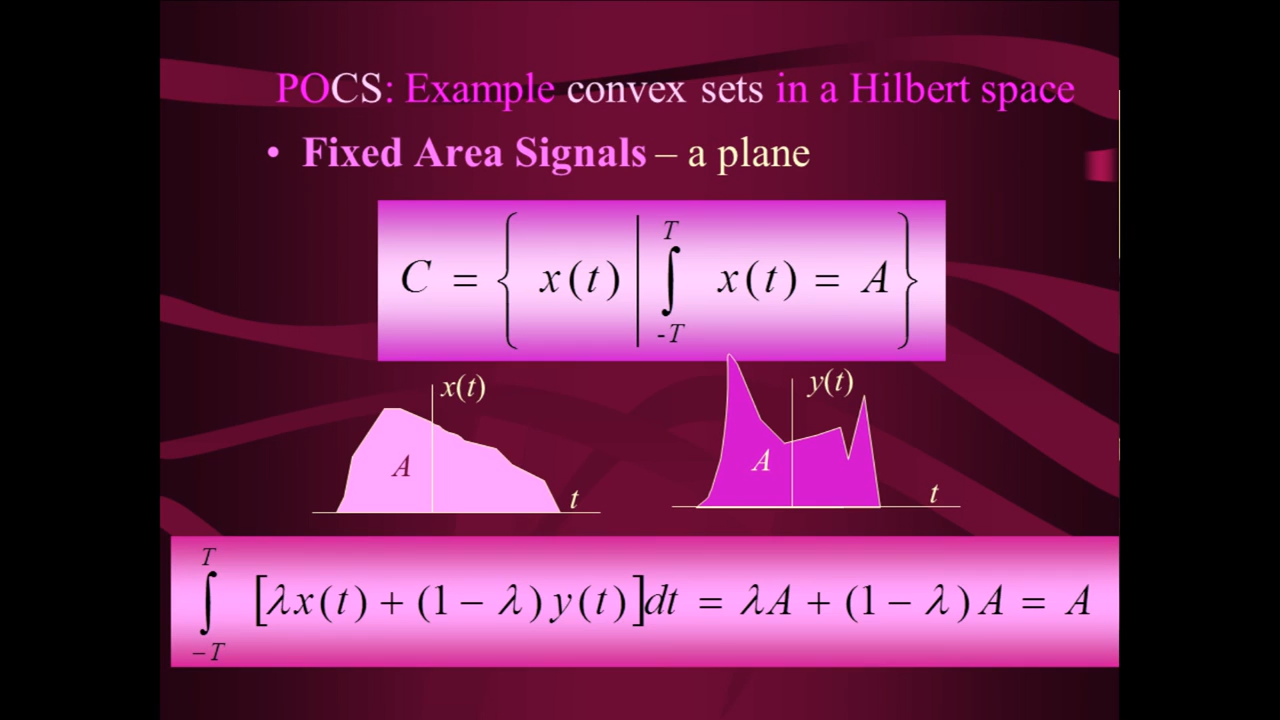 POCS: Example convex sets in a Hilbert space
• Fixed Area Signals – a plane
C = { x(t) | ∫_{-T}^{T} x(t) = A }
x(t)
A
t
y(t)
A
t
∫_{–T}^{T} [λx(t) + (1 – λ)y(t)]dt = λA + (1 – λ)A = A